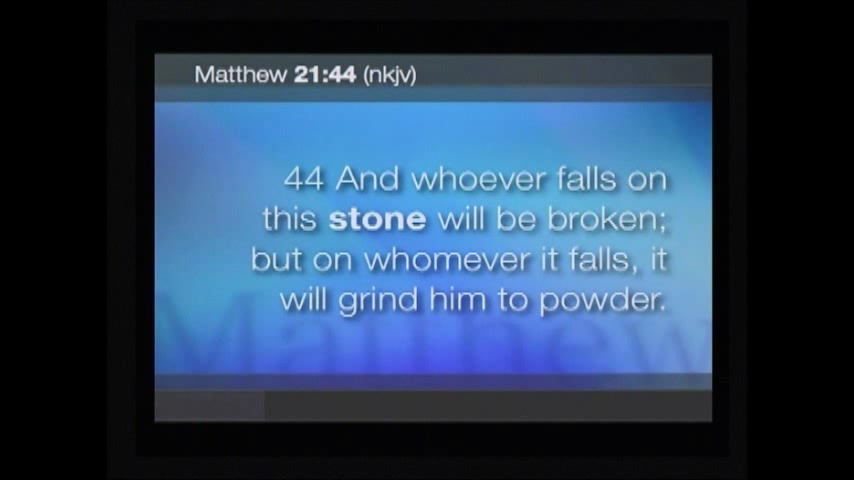 Matthew 21:44 (nkjv)
44 And whoever falls on
this stone will be broken;
but on whomever it falls, it
will grind him to powder.
Matthew